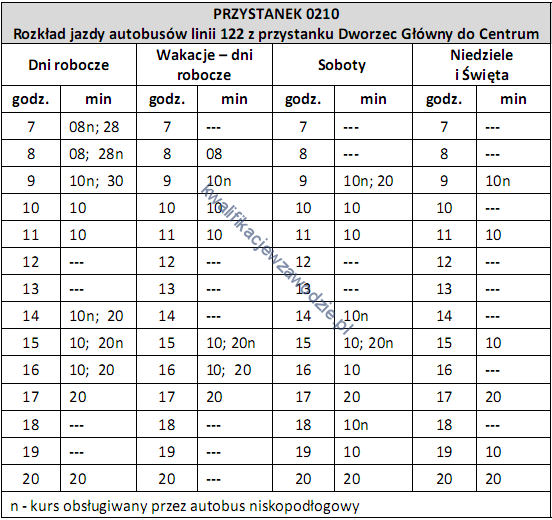 PRZYSTANEK 0210
Rozkład jazdy autobusów linii 122 z przystanku Dworzec Główny do Centrum
Dni robocze Wakacje – dni robocze Soboty Niedziele i Święta
godz. min godz. min godz. min godz. min
7 08n; 28 7 --- 7 --- 7 ---
8 08; 28n 8 08 8 --- 8 ---
9 10n; 30 9 10n 9 10n; 20 9 10n
10 10 10 10 10 10 10 ---
11 10 11 10 11 10 11 10
12 --- 12 --- 12 --- 12 ---
13 --- 13 --- 13 --- 13 ---
14 10n; 20 14 --- 14 10n 14 ---
15 10; 20n 15 10; 20n 15 10; 20n 15 10
16 10; 20 16 10; 20 16 10 16 ---
17 20 17 20 17 20 17 20
18 --- 18 --- 18 10n 18 ---
19 --- 19 --- 19 10 19 10
20 20 20 --- 20 20 20 20
n - kurs obsługiwany przez autobus niskopodłogowy
kwalifikacjewzawodzie.pl